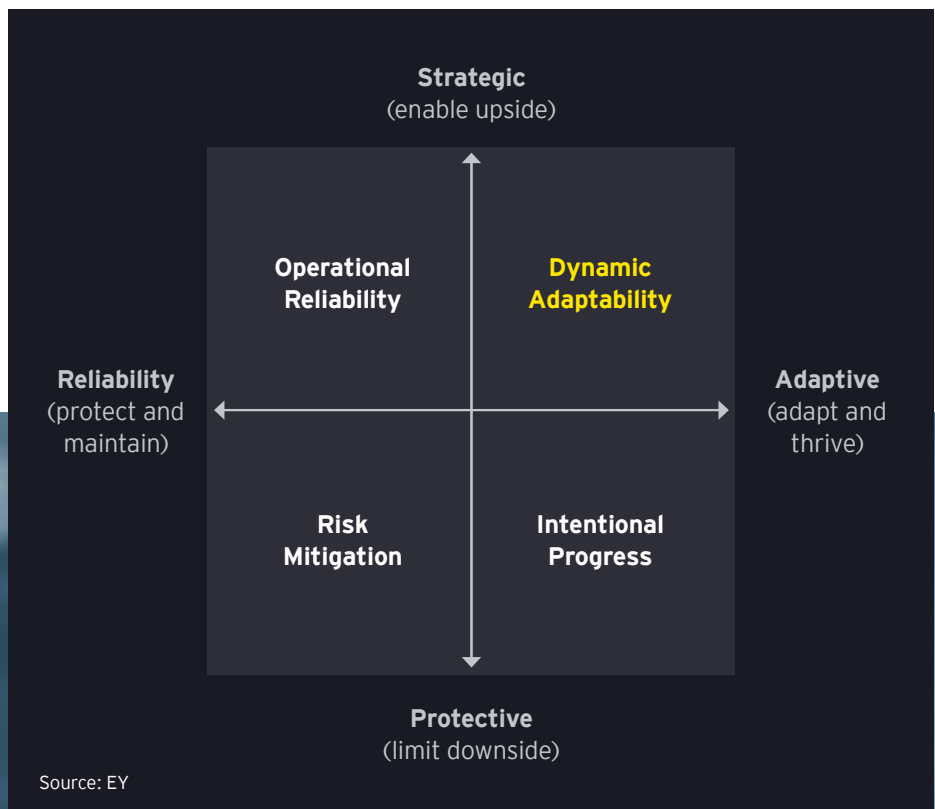 Strategic
(enable upside)
Operational
Reliability
Dynamic
Adaptability
Reliability
(protect and
maintain)
Adaptive
(adapt and
thrive)
Risk
Mitigation
Intentional
Progress
Protective
(limit downside)
Source: EY